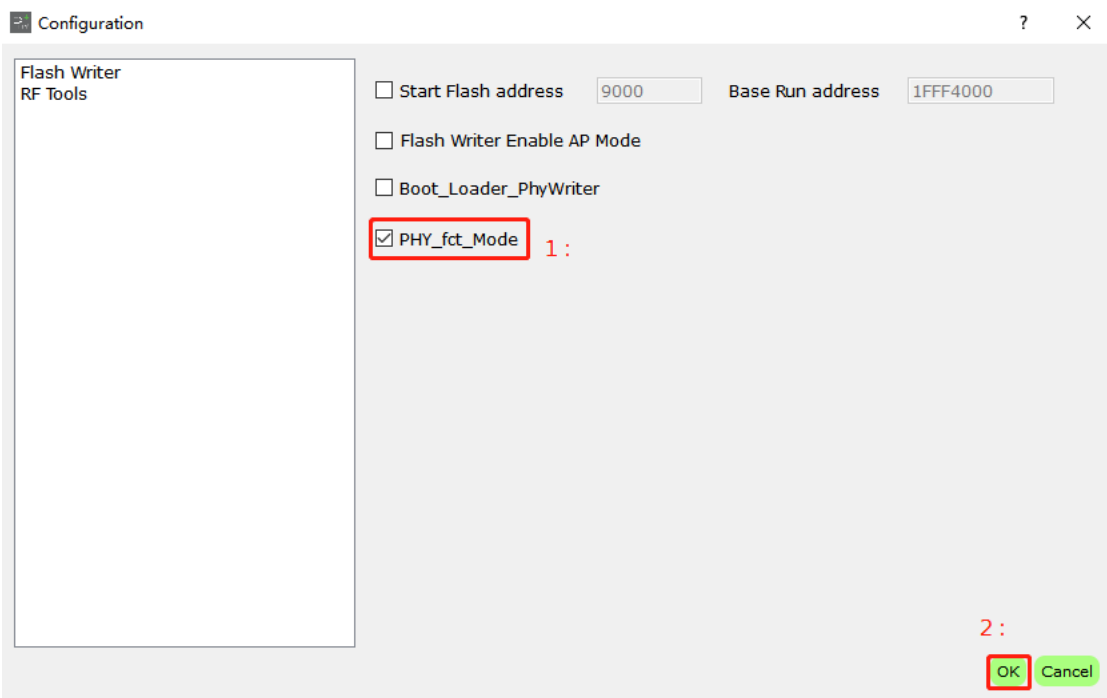 Configuration
?
Flash Writer
RF Tools
Start Flash address 9000 Base Run address 1FFF4000
Flash Writer Enable AP Mode
Boot_Loader_PhyWriter
PHY_fct_Mode 1 :
2 :
OK Cancel